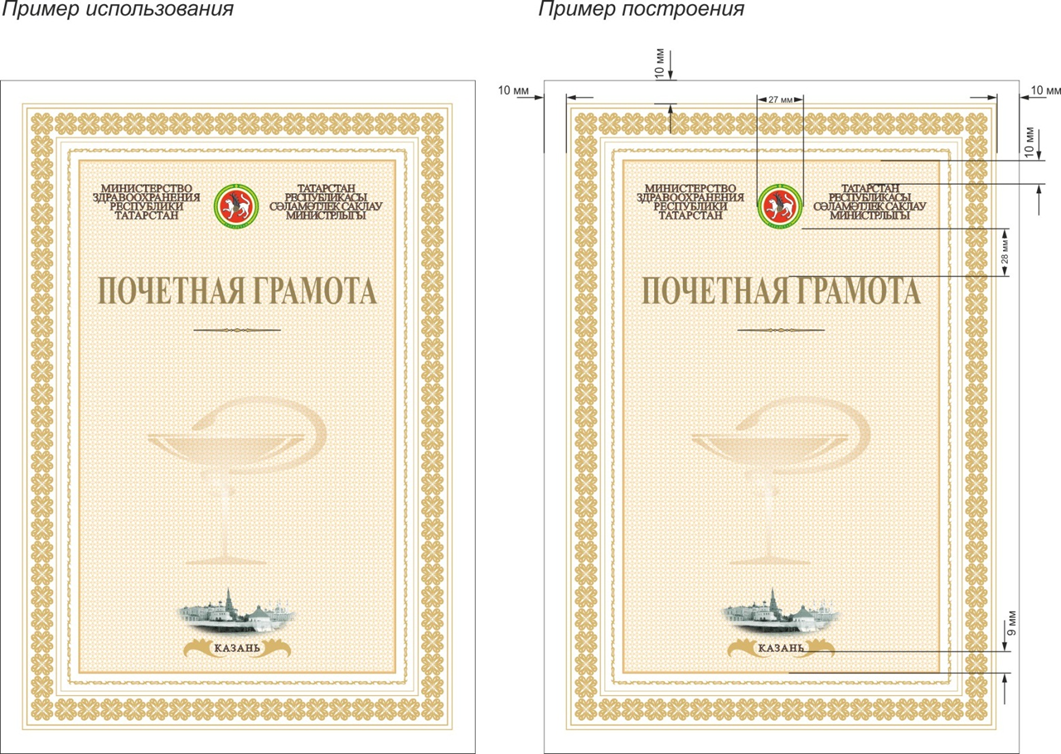 Пример использования
Пример построения
МИНИСТЕРСТВО
ЗДРАВООХРАНЕНИЯ
РЕСПУБЛИКИ
ТАТАРСТАН
ТАТАРСТАН
РЕСПУБЛИКАСЫ
СӘЛАМӘТЛЕК САКЛАУ
МИНИСТРЛЫГЫ
ПОЧЕТНАЯ ГРАМОТА
КАЗАНЬ
10 мм
10 мм
27 мм
10 мм
10 мм
МИНИСТЕРСТВО
ЗДРАВООХРАНЕНИЯ
РЕСПУБЛИКИ
ТАТАРСТАН
ТАТАРСТАН
РЕСПУБЛИКАСЫ
СӘЛАМӘТЛЕК САКЛАУ
МИНИСТРЛЫГЫ
28 мм
ПОЧЕТНАЯ ГРАМОТА
9 мм
КАЗАНЬ